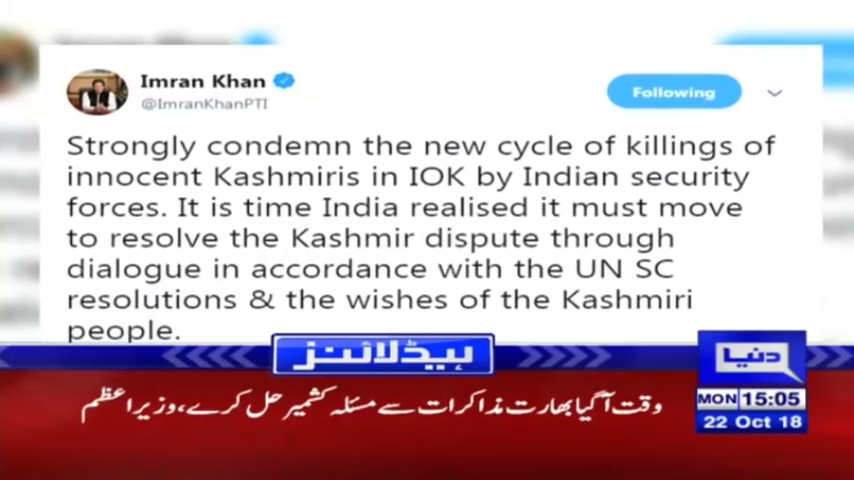 Imran Khan
@ImranKhanPTI
Following
Strongly condemn the new cycle of killings of
innocent Kashmiris in IOK by Indian security
forces. It is time India realised it must move
to resolve the Kashmir dispute through
dialogue in accordance with the UN SC
resolutions & the wishes of the Kashmiri
people.
ہیڈلائنز
دنیا
وقت آگیا بھارت مذاکرات سے مسئلہ کشمیر حل کرے، وزیراعظم
MON 15:05
22 Oct 18